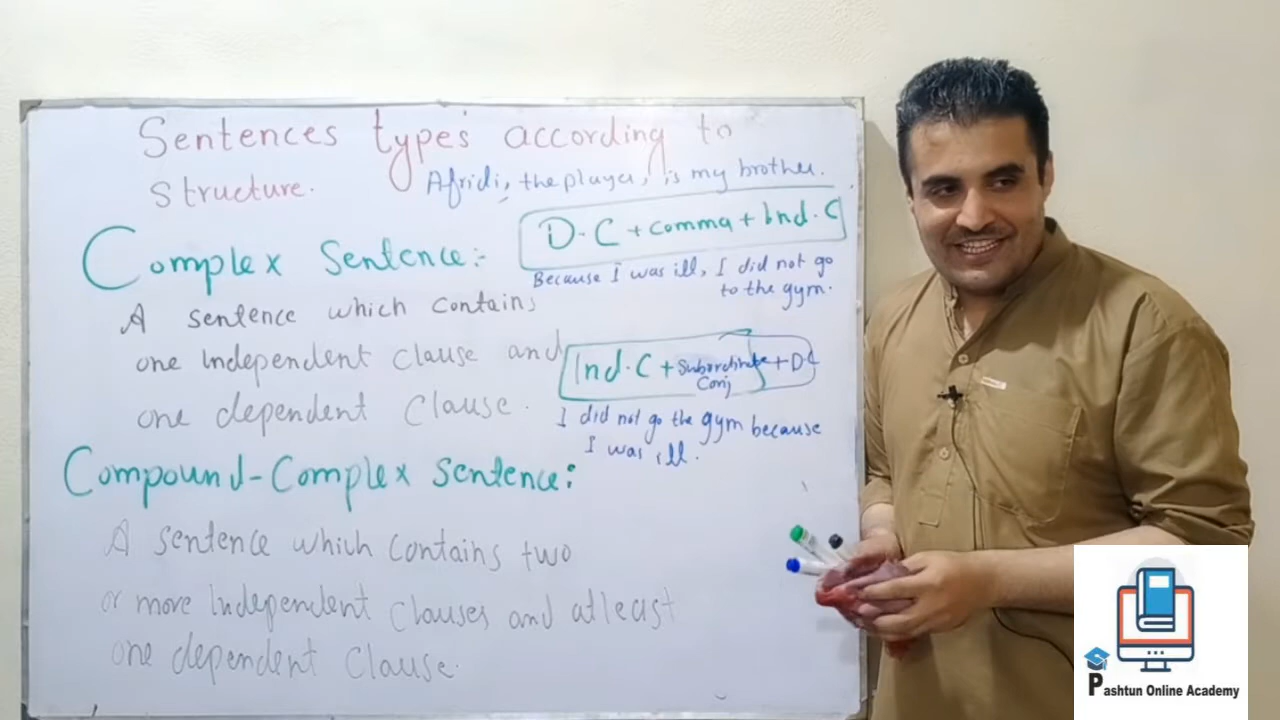 Sentences types according to
structure.
Afridi, the player, is my brother.
D.C + comma + Ind.C
Complex Sentence:-
Because I was ill, I did not go
to the gym.
A sentence which contains
one independent clause and
one dependent clause.
Ind.C + Subordinate + DC
Conj
I did not go the gym because
I was ill.
Compound-Complex sentence:
A sentence which contains two
or more independent clauses and atleast
one dependent clause.
Pashtun Online Academy